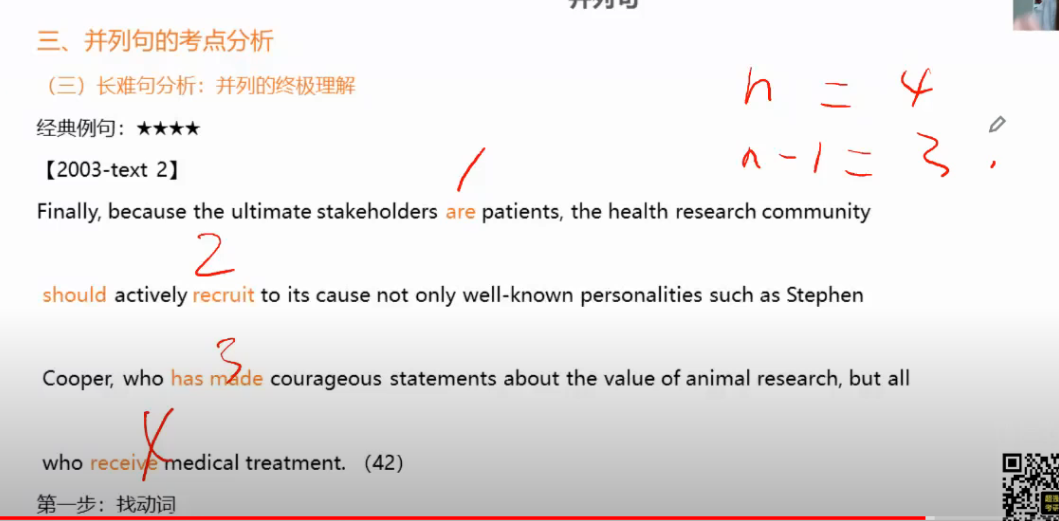 并列句
三、并列句的考点分析
（三）长难句分析：并列的终极理解
n = 4
经典例句：★★★★
n - 1 = 3
【2003-text 2】
1
Finally, because the ultimate stakeholders are patients, the health research community
2
should actively recruit to its cause not only well-known personalities such as Stephen
3
Cooper, who has made courageous statements about the value of animal research, but all
4
who receive medical treatment. （42）
第一步：找动词